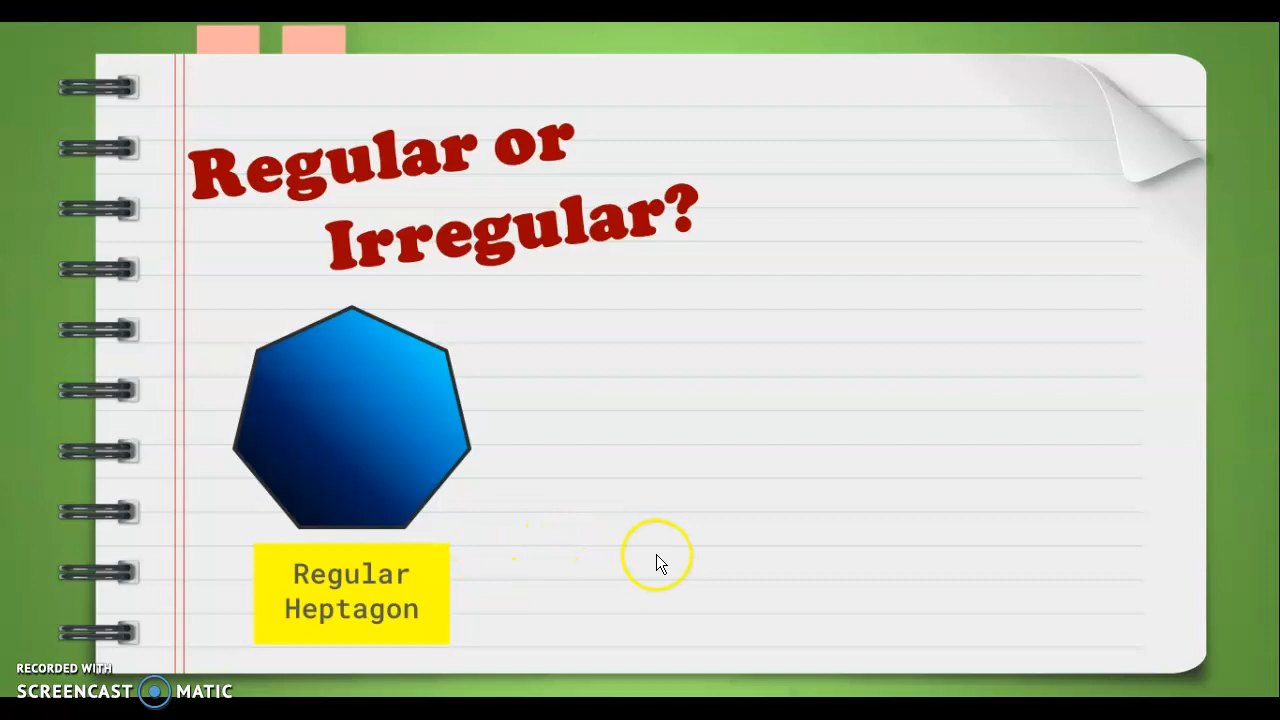 Regular or
Irregular?
Regular
Heptagon
RECORDED WITH
SCREENCAST MATIC